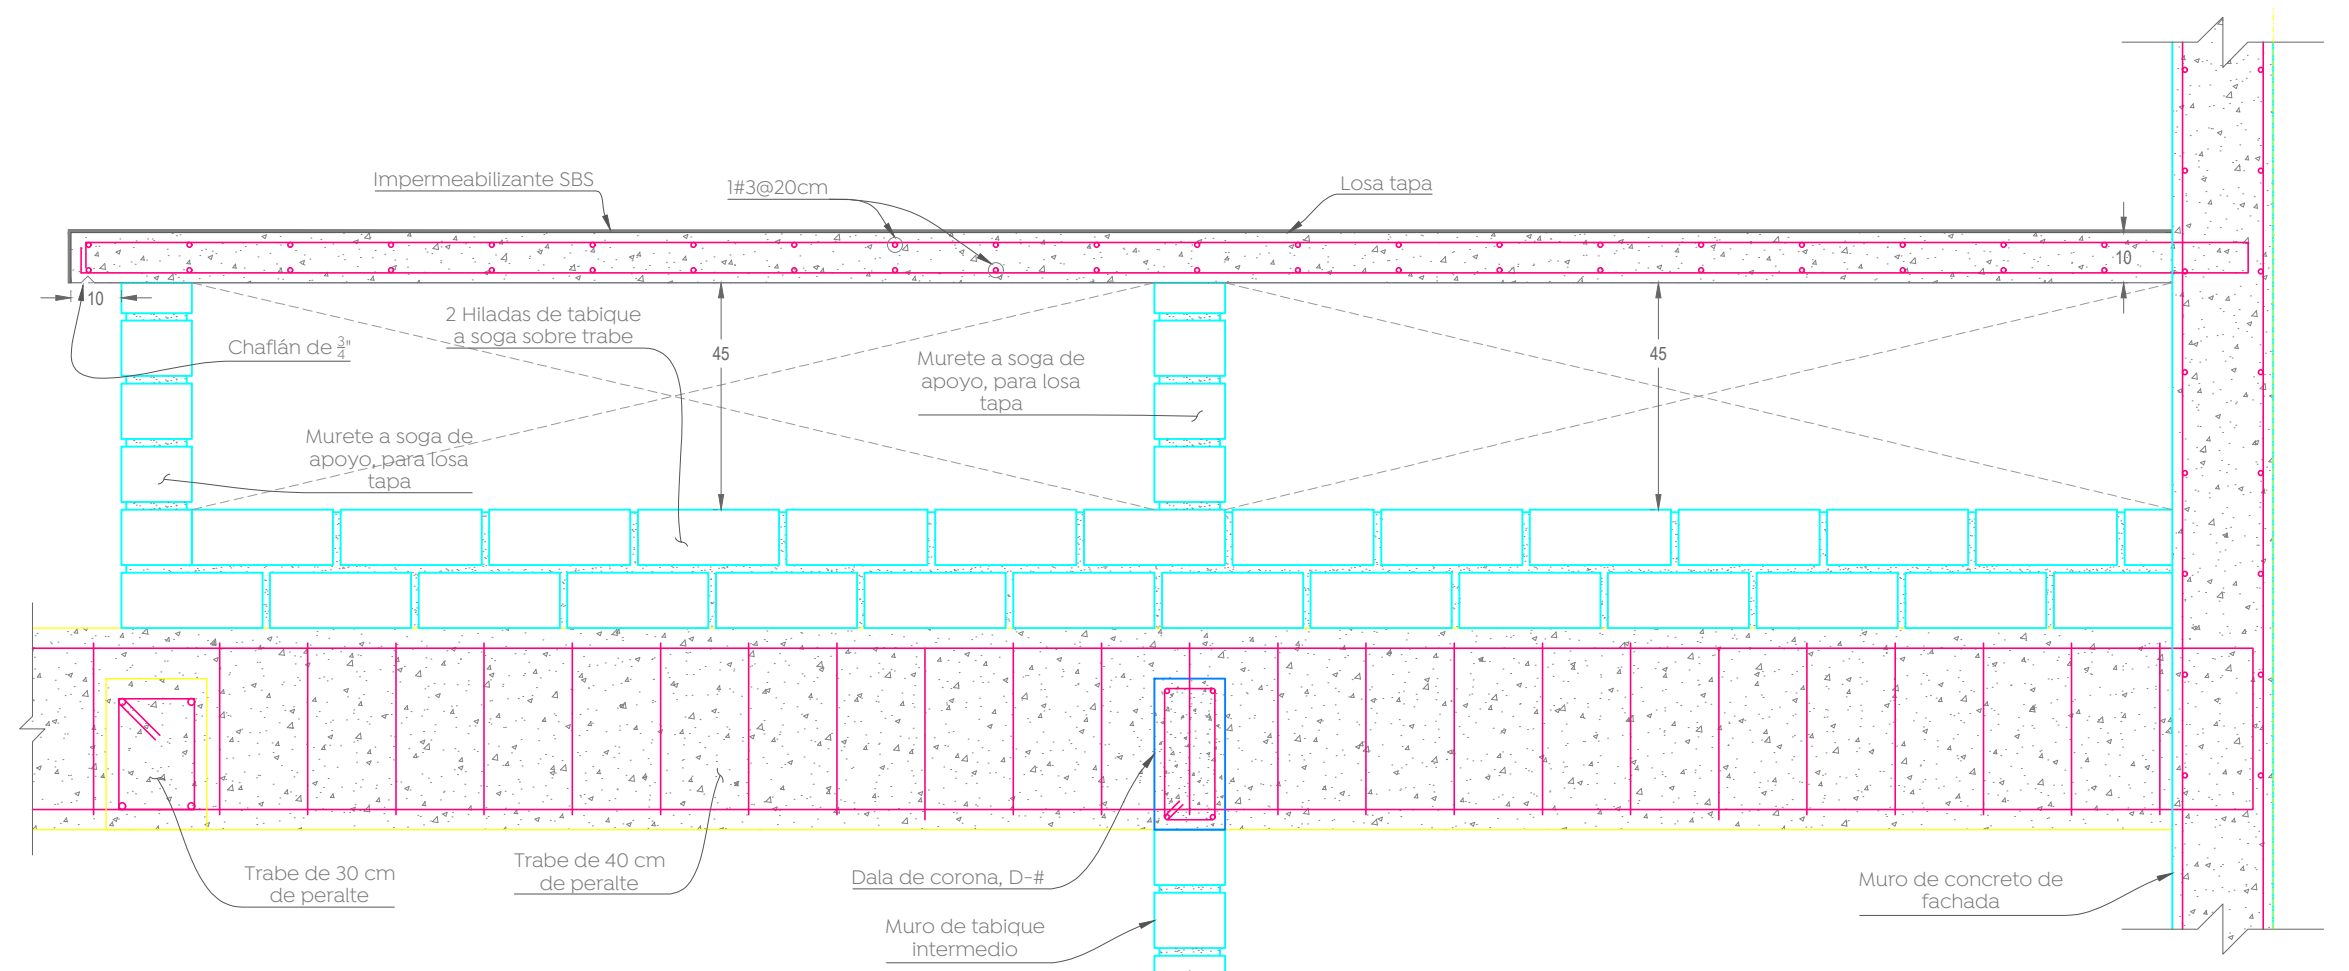 Impermeabilizante SBS
1#3@20cm
Losa tapa
10
10
2 Hiladas de tabique
a soga sobre trabe
Chaflán de 3/4"
45
45
Murete a soga de
apoyo, para losa
tapa
Murete a soga de
apoyo, para losa
tapa
Trabe de 30 cm
de peralte
Trabe de 40 cm
de peralte
Dala de corona, D-#
Muro de tabique
intermedio
Muro de concreto de
fachada